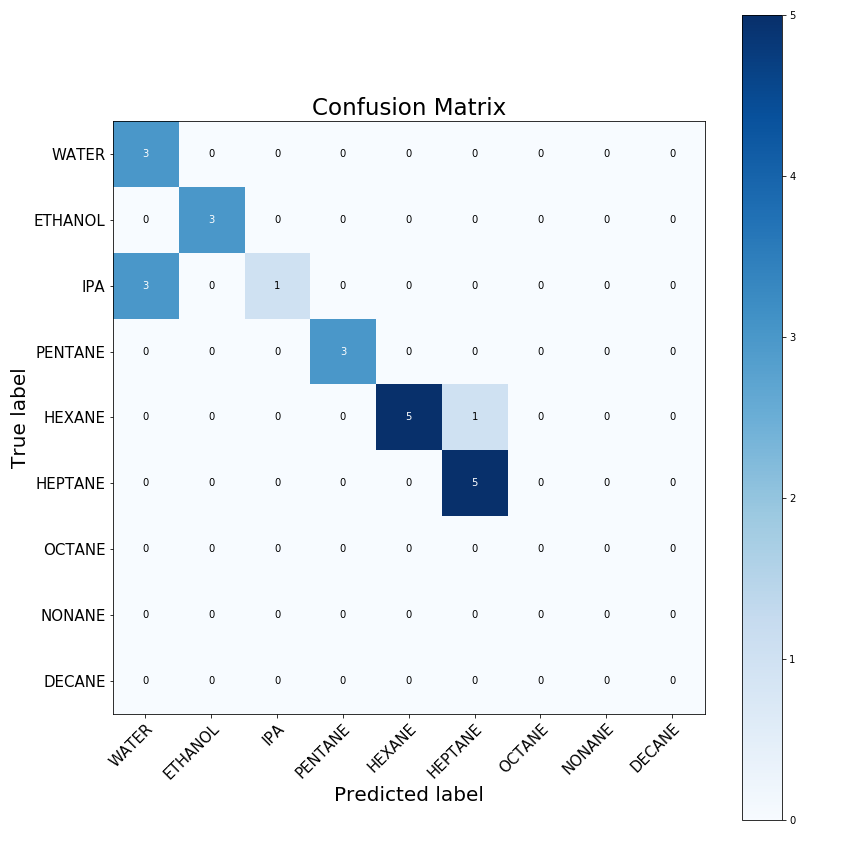 Confusion Matrix
WATER 3 0 0 0 0 0 0 0 0
ETHANOL 0 3 0 0 0 0 0 0 0
IPA 3 0 1 0 0 0 0 0 0
PENTANE 0 0 0 3 0 0 0 0 0
HEXANE 0 0 0 0 5 1 0 0 0
HEPTANE 0 0 0 0 0 5 0 0 0
OCTANE 0 0 0 0 0 0 0 0 0
NONANE 0 0 0 0 0 0 0 0 0
DECANE 0 0 0 0 0 0 0 0 0
WATER ETHANOL IPA PENTANE HEXANE HEPTANE OCTANE NONANE DECANE
Predicted label
True label
5
4
3
2
1
0